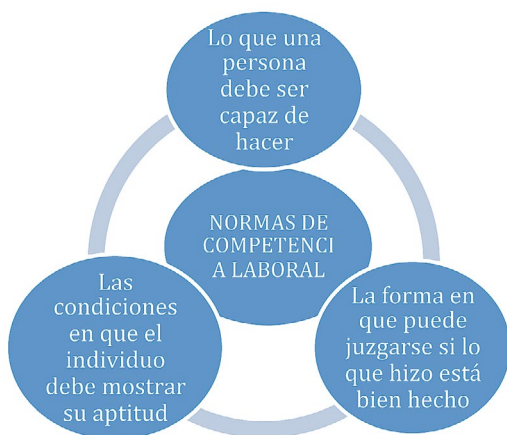 Lo que una
persona
debe ser
capaz de
hacer
NORMAS DE
COMPETENCI
A LABORAL
Las
condiciones
en que el
individuo
debe mostrar
su aptitud
La forma en
que puede
juzgarse si lo
que hizo está
bien hecho